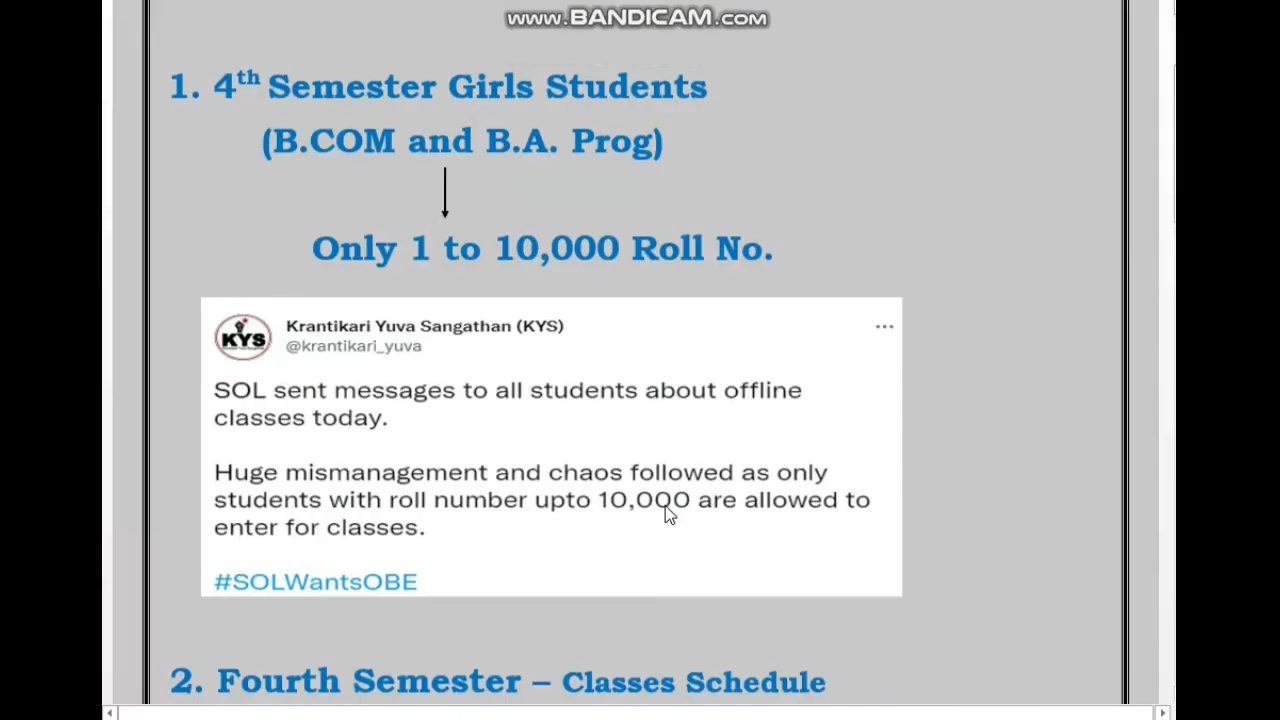 www.BANDICAM.com
1. 4th Semester Girls Students
(B.COM and B.A. Prog)
Only 1 to 10,000 Roll No.
KYS
Krantikari Yuva Sangathan (KYS)
@krantikari_yuva
SOL sent messages to all students about offline
classes today.
Huge mismanagement and chaos followed as only
students with roll number upto 10,000 are allowed to
enter for classes.
#SOLWantsOBE
2. Fourth Semester – Classes Schedule